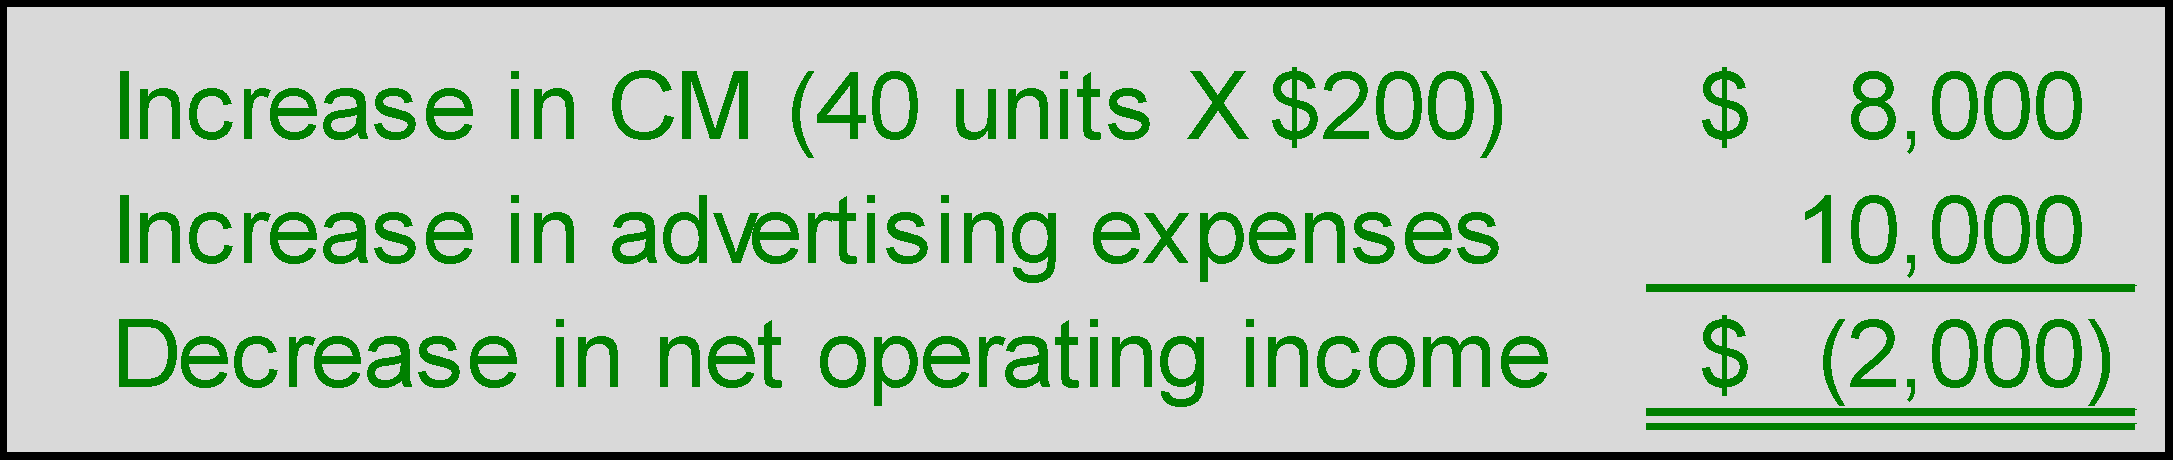 Increase in CM (40 units X $200) $ 8,000
Increase in advertising expenses 10,000
Decrease in net operating income $ (2,000)